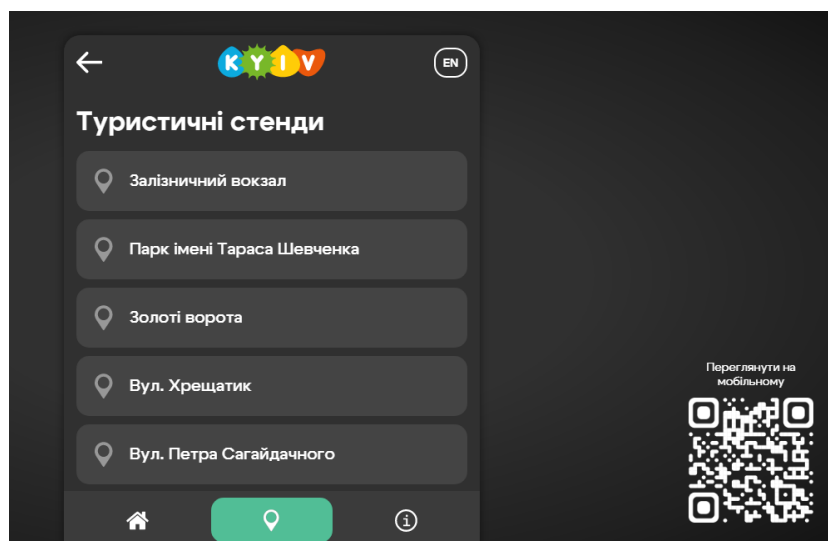 KYIV
EN
Туристичні стенди
Залізничний вокзал
Парк імені Тараса Шевченка
Золоті ворота
Вул. Хрещатик
Вул. Петра Сагайдачного
Переглянути на
мобільному